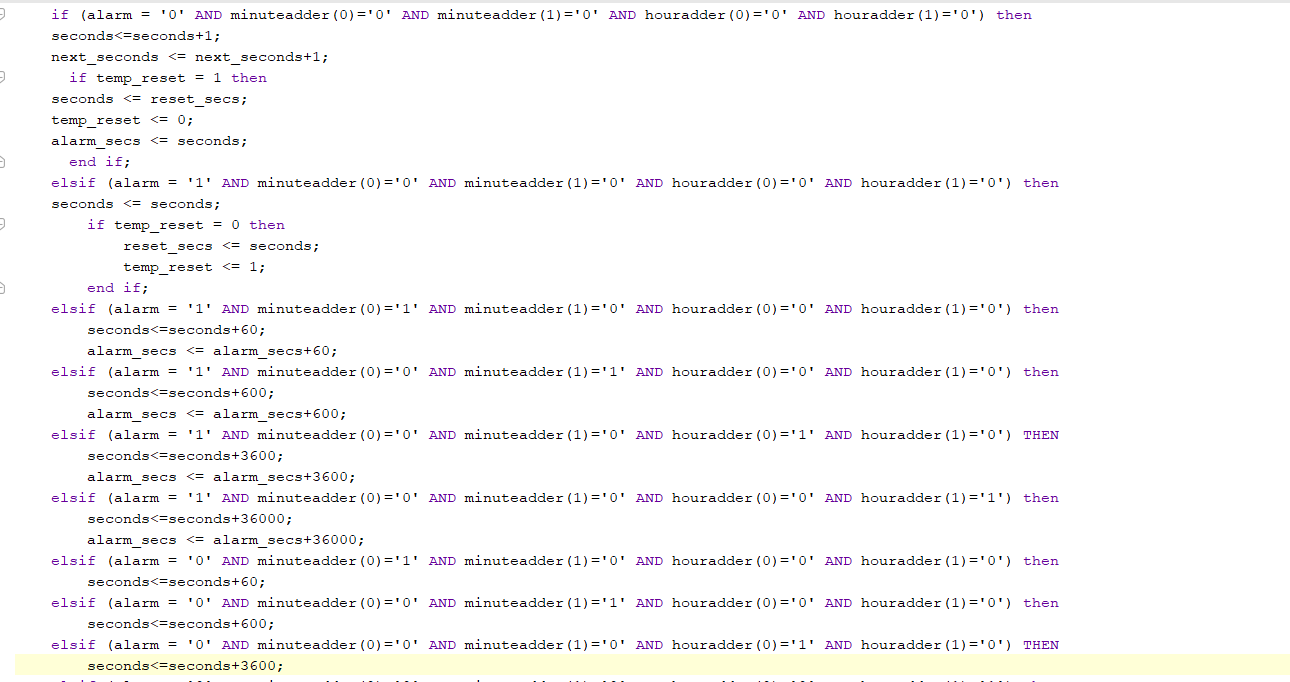 if (alarm = '0' AND minuteadder(0)='0' AND minuteadder(1)='0' AND houradder(0)='0' AND houradder(1)='0') then
seconds<=seconds+1;
next_seconds <= next_seconds+1;
if temp_reset = 1 then
seconds <= reset_secs;
temp_reset <= 0;
alarm_secs <= seconds;
end if;
elsif (alarm = '1' AND minuteadder(0)='0' AND minuteadder(1)='0' AND houradder(0)='0' AND houradder(1)='0') then
seconds <= seconds;
if temp_reset = 0 then
reset_secs <= seconds;
temp_reset <= 1;
end if;
elsif (alarm = '1' AND minuteadder(0)='1' AND minuteadder(1)='0' AND houradder(0)='0' AND houradder(1)='0') then
seconds<=seconds+60;
alarm_secs <= alarm_secs+60;
elsif (alarm = '1' AND minuteadder(0)='0' AND minuteadder(1)='1' AND houradder(0)='0' AND houradder(1)='0') then
seconds<=seconds+600;
alarm_secs <= alarm_secs+600;
elsif (alarm = '1' AND minuteadder(0)='0' AND minuteadder(1)='0' AND houradder(0)='1' AND houradder(1)='0') THEN
seconds<=seconds+3600;
alarm_secs <= alarm_secs+3600;
elsif (alarm = '1' AND minuteadder(0)='0' AND minuteadder(1)='0' AND houradder(0)='0' AND houradder(1)='1') then
seconds<=seconds+36000;
alarm_secs <= alarm_secs+36000;
elsif (alarm = '0' AND minuteadder(0)='1' AND minuteadder(1)='0' AND houradder(0)='0' AND houradder(1)='0') then
seconds<=seconds+60;
elsif (alarm = '0' AND minuteadder(0)='0' AND minuteadder(1)='1' AND houradder(0)='0' AND houradder(1)='0') then
seconds<=seconds+600;
elsif (alarm = '0' AND minuteadder(0)='0' AND minuteadder(1)='0' AND houradder(0)='1' AND houradder(1)='0') THEN
seconds<=seconds+3600;